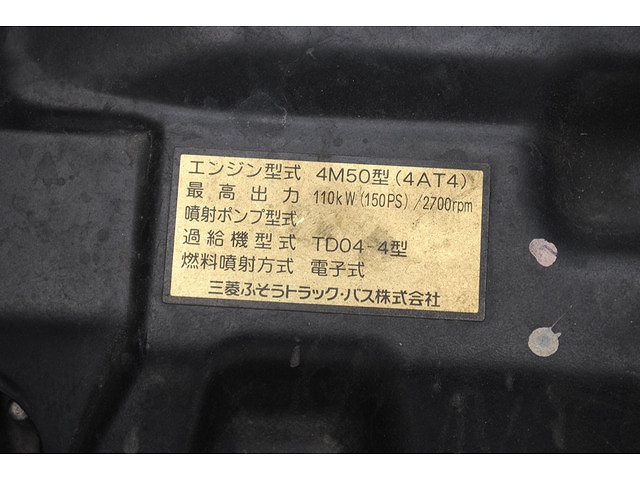 エンジン型式 4M50型(4AT4)
最高出力 110kW(150PS)/2700rpm
噴射ポンプ型式
過給機型式 TD04-4型
燃料噴射方式 電子式
三菱ふそうトラック・バス株式会社